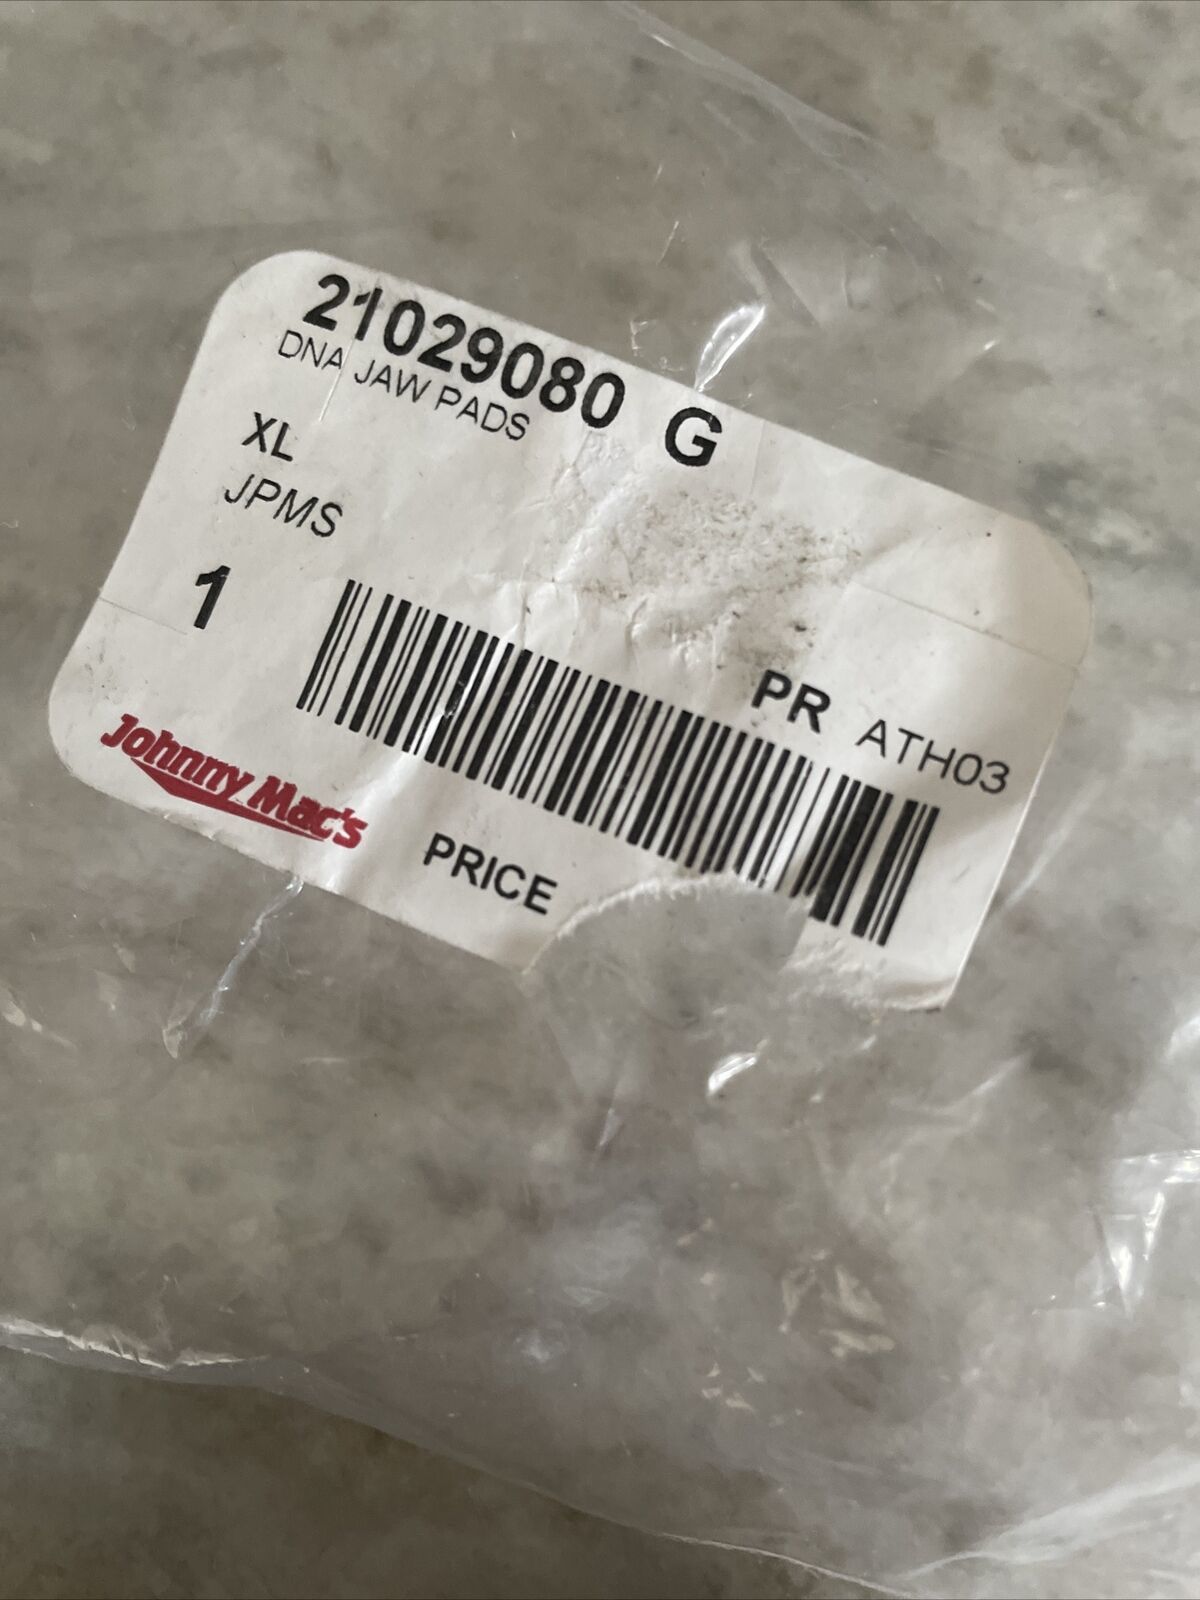 21029080 G
DNA JAW PADS
XL
JPMS
1
PR ATH03
Johnny Mac's
PRICE